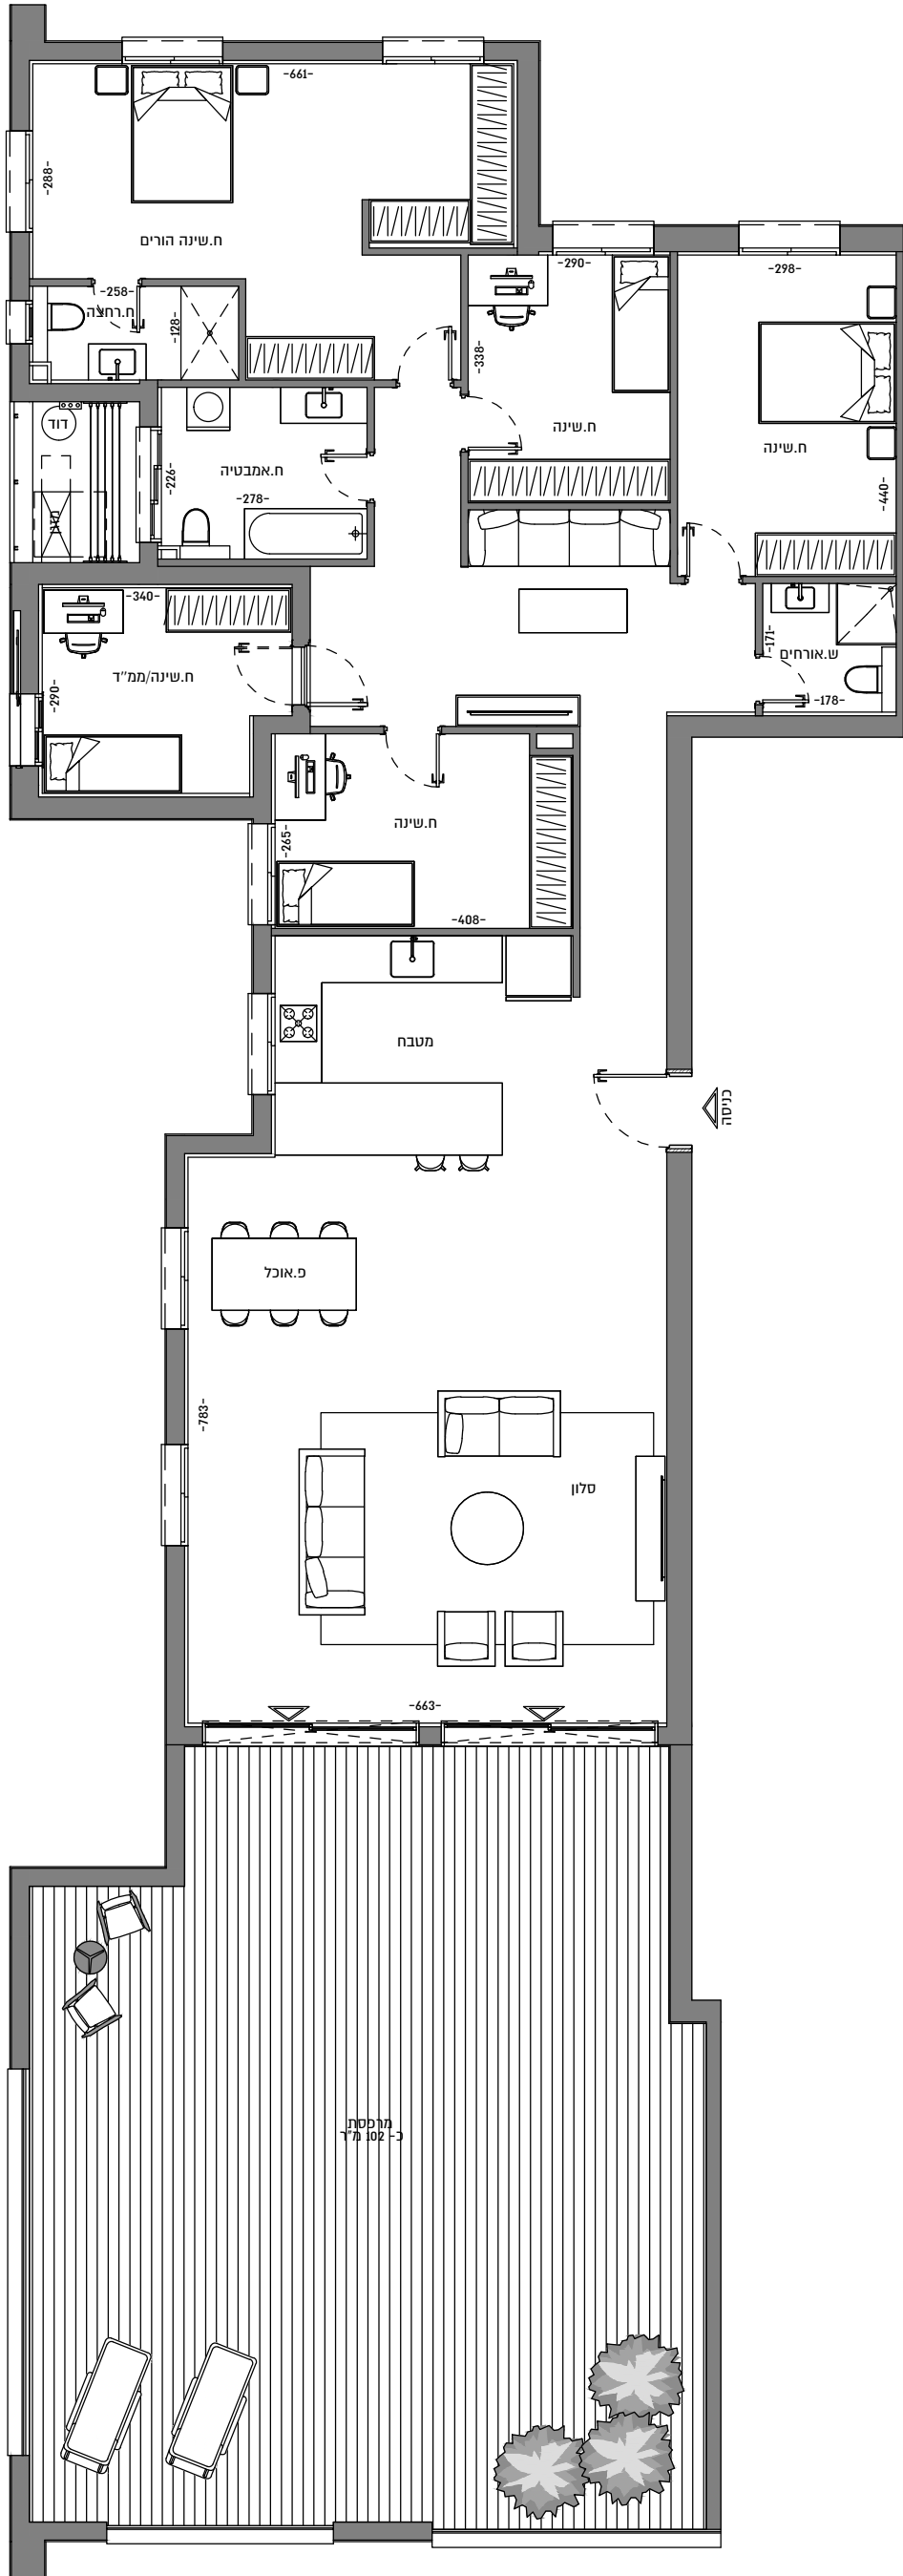 -661-
-288-
ח.שינה הורים
-290-
-298-
-258-
ח.רחצה
-128-
-338-
ח.שינה
ח.שינה
דוד
ח.אמבטיה
-226-
-278-
-440-
מזגן
-340-
-290-
ח.שינה/ממ"ד
-171-
ש.אורחים
-178-
ח.שינה
-265-
-408-
מטבח
כניסה
פ.אוכל
-783-
סלון
-663-
מרפסת
כ- 102 מ"ר